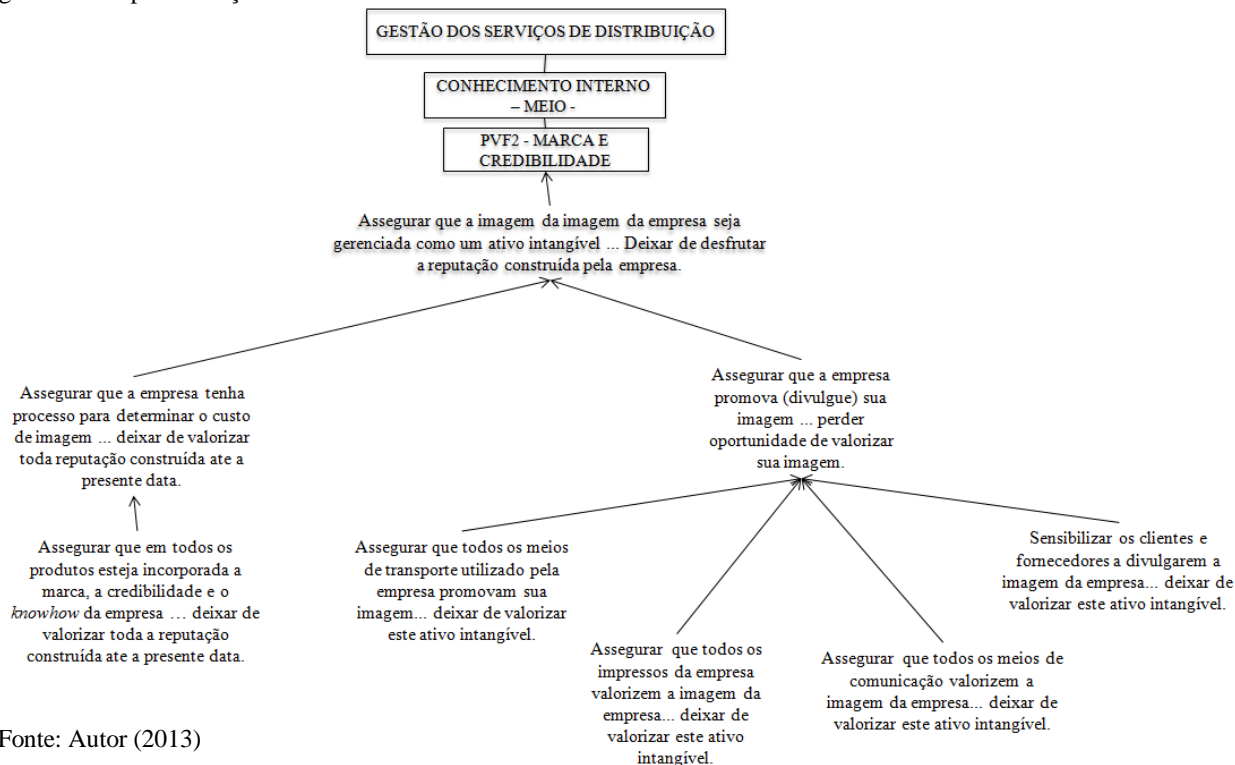 GESTÃO DOS SERVIÇOS DE DISTRIBUIÇÃO
CONHECIMENTO INTERNO
– MEIO -
PVF2 - MARCA E
CREDIBILIDADE
Assegurar que a imagem da imagem da empresa seja
gerenciada como um ativo intangível ... Deixar de desfrutar
a reputação construída pela empresa.
Assegurar que a empresa tenha
processo para determinar o custo
de imagem ... deixar de valorizar
toda reputação construída ate a
presente data.
Assegurar que a empresa
promova (divulgue) sua
imagem ... perder
oportunidade de valorizar
sua imagem.
Assegurar que em todos os
produtos esteja incorporada a
marca, a credibilidade e o
knowhow da empresa … deixar de
valorizar toda a reputação
construída ate a presente data.
Assegurar que todos os meios
de transporte utilizado pela
empresa promovam sua
imagem... deixar de valorizar
este ativo intangível.
Assegurar que todos os
impressos da empresa
valorizem a imagem da
empresa... deixar de
valorizar este ativo
intangível.
Assegurar que todos os meios de
comunicação valorizem a
imagem da empresa... deixar de
valorizar este ativo intangível.
Sensibilizar os clientes e
fornecedores a divulgarem a
imagem da empresa... deixar de
valorizar este ativo intangível.
Fonte: Autor (2013)